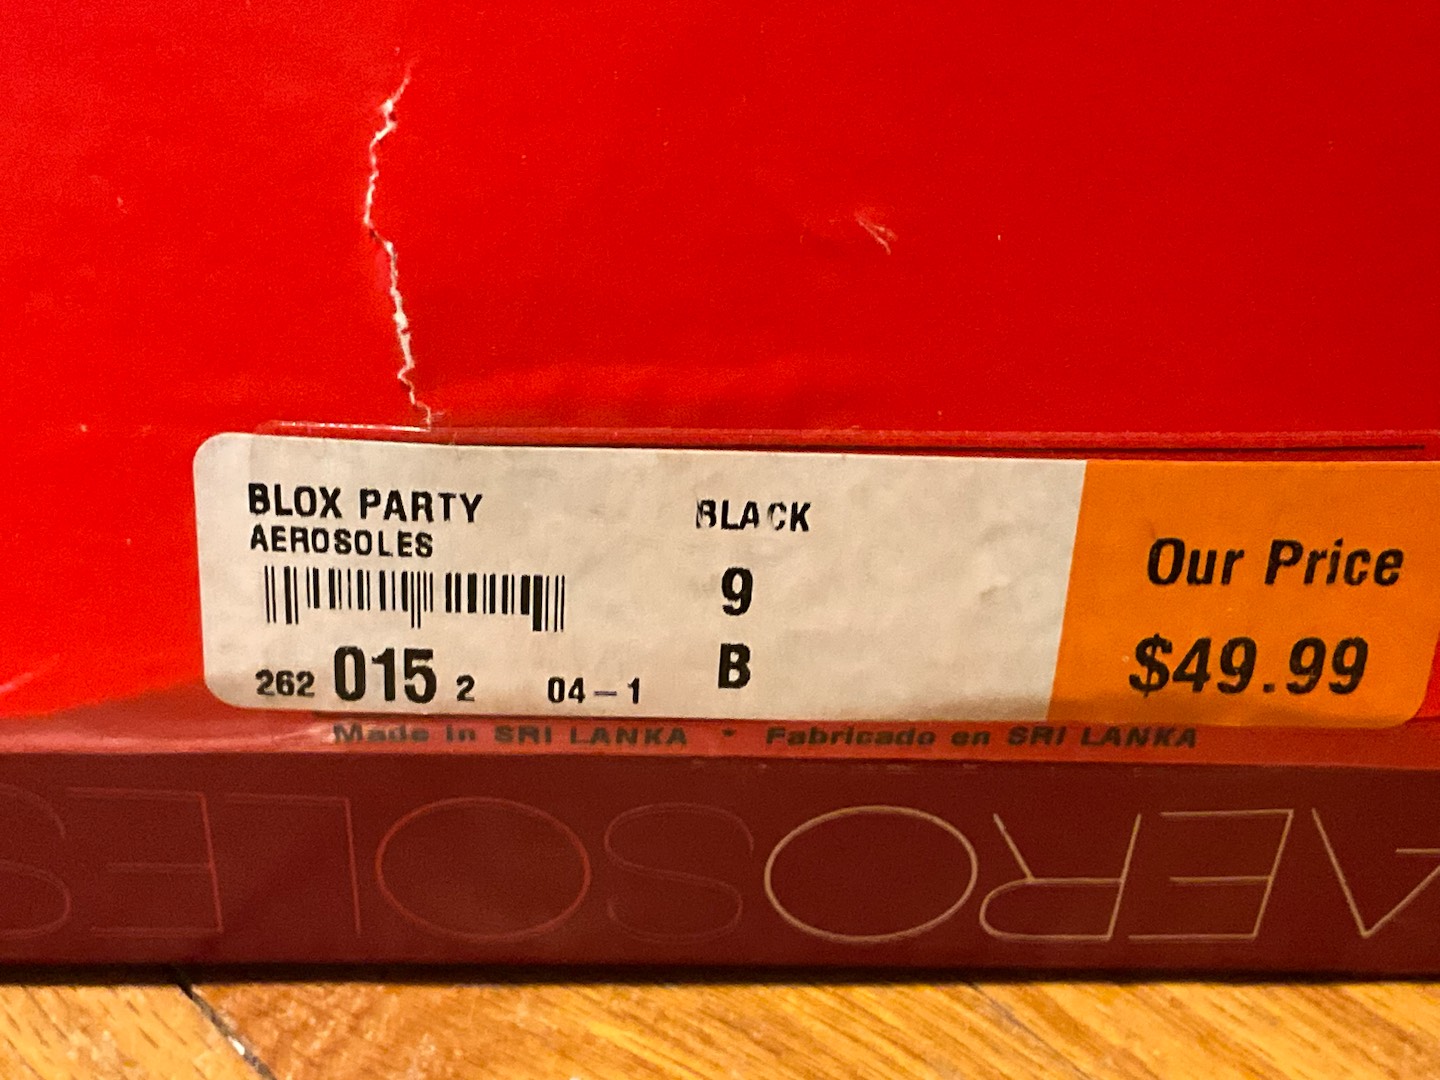 BLOX PARTY
AEROSOLES
262 015 2 04-1
BLACK
9
B
Our Price
$49.99
Made in SRI LANKA * Fabricado en SRI LANKA
AEROSOLES